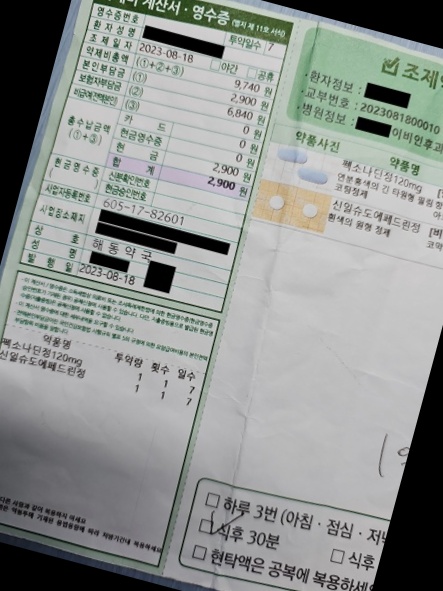 계산서 · 영수증 (별지 제 11호 서식)
영수증번호
환자성명 투약일수 7
조제일자 2023-08-18 야간 공휴
약제비총액 (①+②+③) 9,740 원
본인부담금 (①) 2,900 원
보험자부담금 (②) 6,840 원
(③) 0 원
총수납금액 (①+③)
카드 0 원
현금영수증 0 원
현금 2,900 원
합계 2,900 원
현금영수증
신분확인번호
현금승인번호
사업자등록번호 605-17-82601
사업장소재지
상호 해동약국
성명
발행일 2023-08-18
약품명 투약량 횟수 일수
펙소나딘정120mg 1 1 7
신일슈도에페드린정 1 1 7
조제
· 환자정보 :
· 교부번호 : 2023081800010
· 병원정보 : 이비인후과
약품사진 약품명
펙소나딘정120mg
연분홍색의 긴 타원형 필름
코팅정제
신일슈도에페드린정
흰색의 원형 정제
하루 3번 (아침 · 점심 · 저녁
식후 30분 식후
현탁액은 공복에 복용하세요